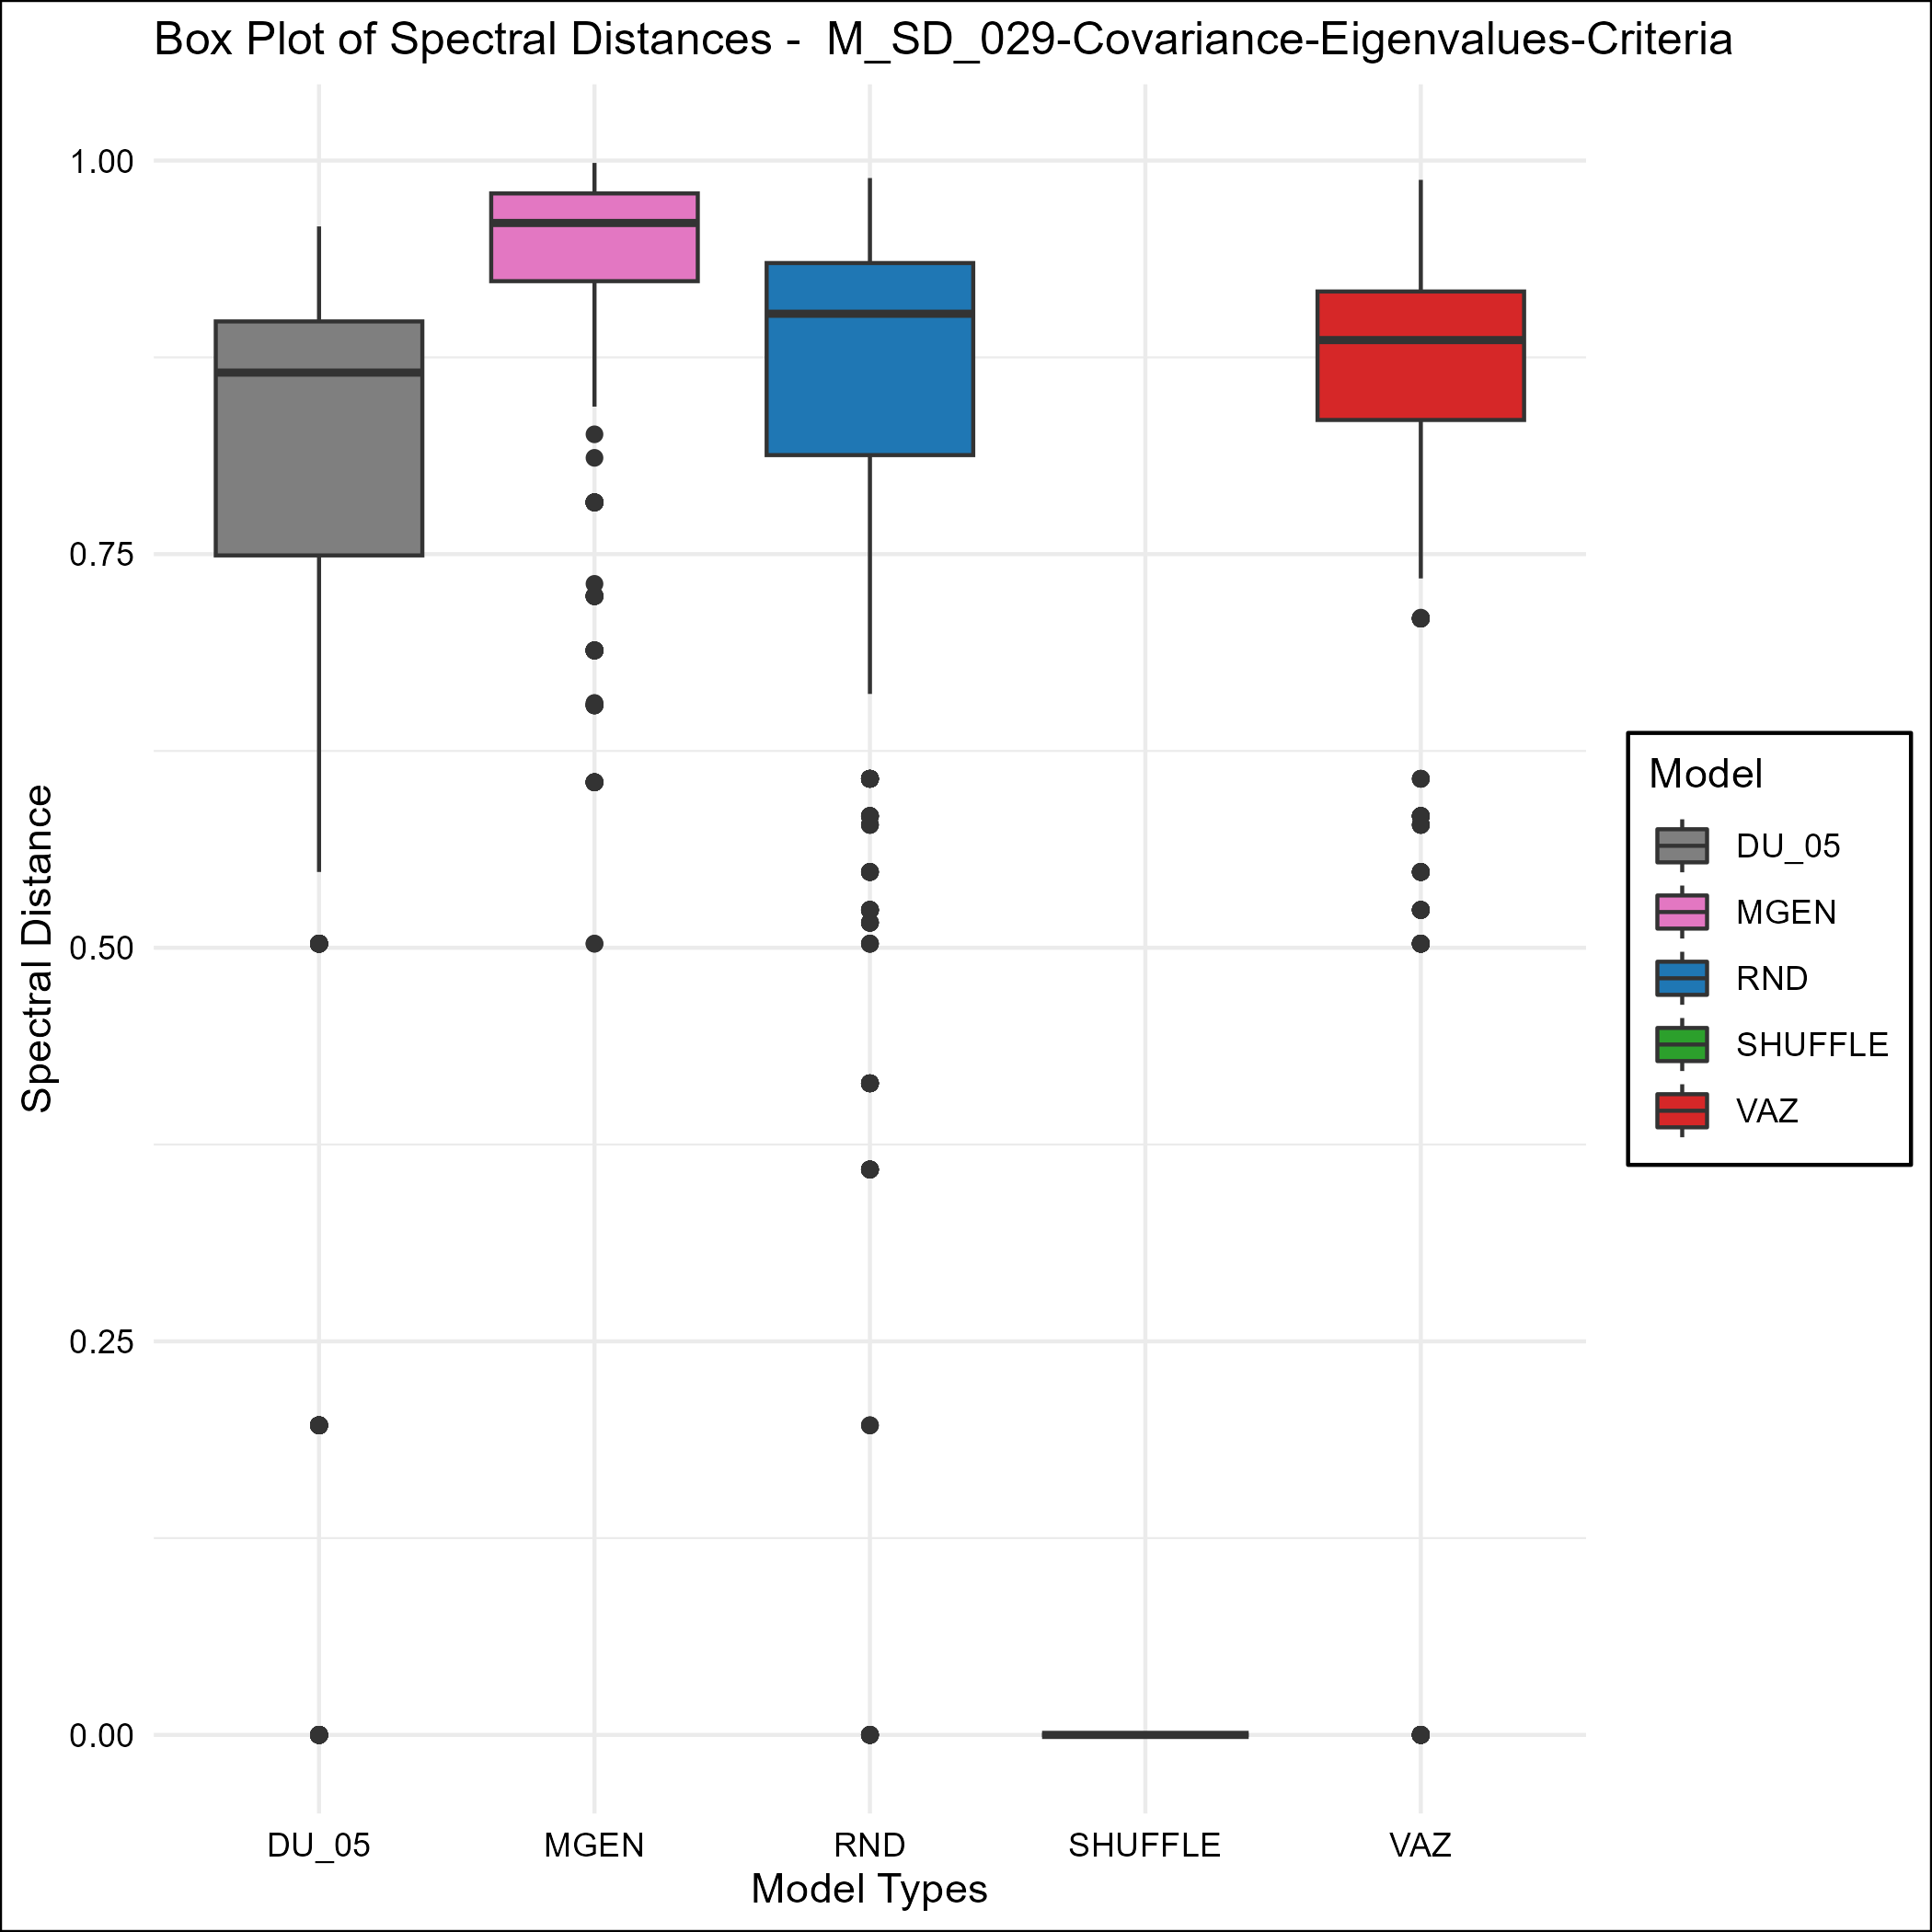 Box Plot of Spectral Distances -  M_SD_029-Covariance-Eigenvalues-Criteria
1.00
0.75
0.50
0.25
0.00
Spectral Distance
DU_05
MGEN
RND
SHUFFLE
VAZ
Model Types
Model
DU_05
MGEN
RND
SHUFFLE
VAZ